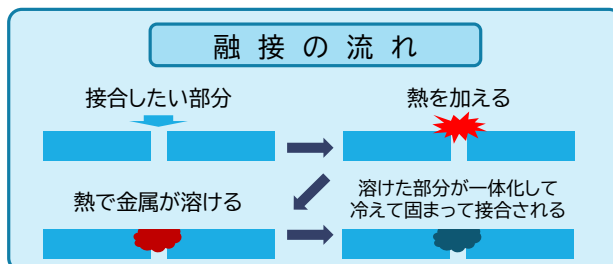 融接の流れ
接合したい部分
熱を加える
熱で金属が溶ける
溶けた部分が一体化して
冷えて固まって接合される